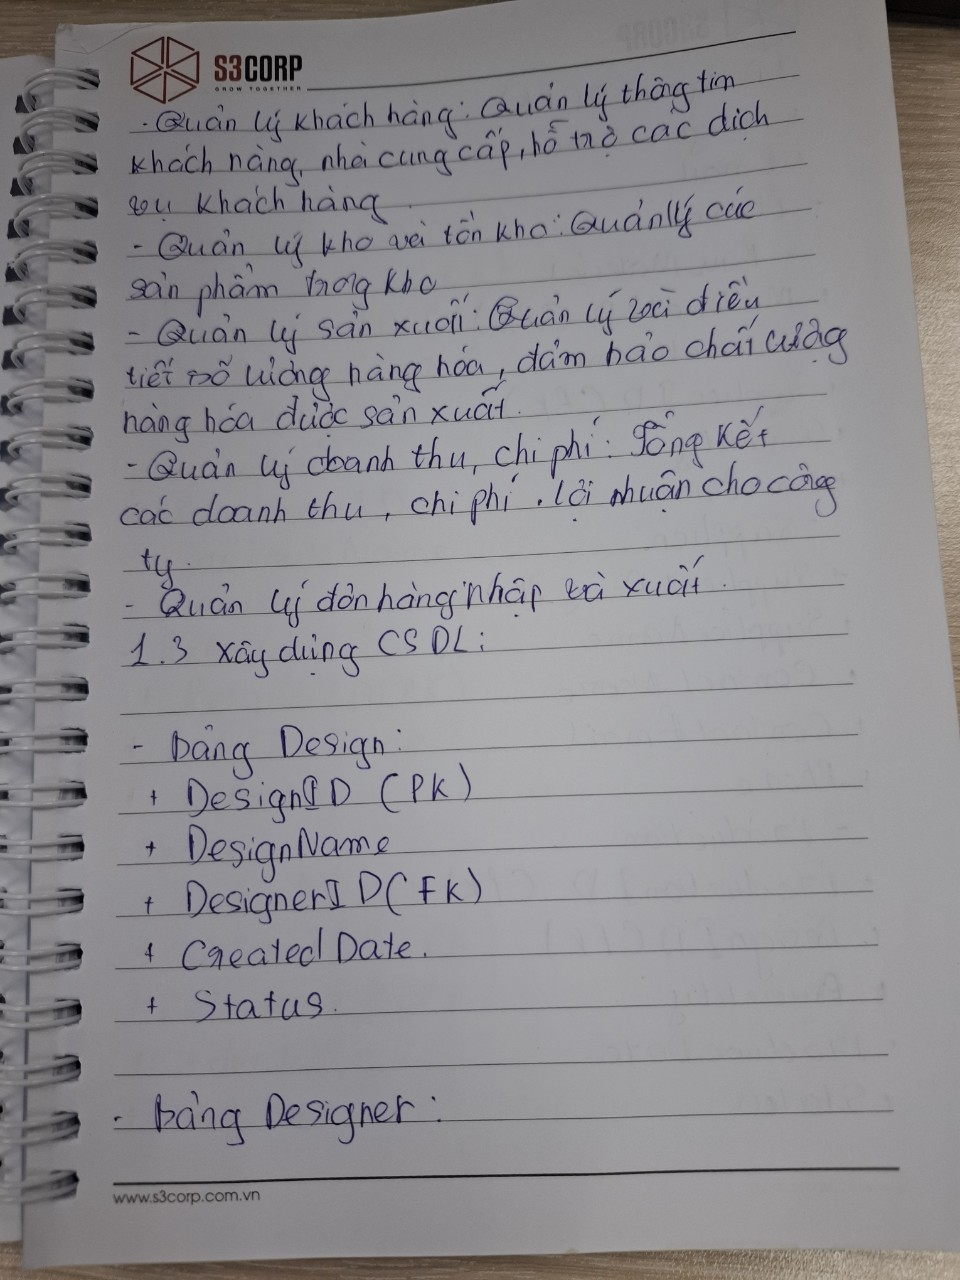 S3CORP
GROW TOGETHER
- Quản lý khách hàng: Quản lý thông tin
khách hàng, nhà cung cấp, hỗ trợ các dịch
vụ khách hàng.
- Quản lý kho và tồn kho: Quản lý các
sản phẩm trong kho
- Quản lý sản xuất: Quản lý và điều
tiết số lượng hàng hóa, đảm bảo chất lượng
hàng hóa được sản xuất.
- Quản lý doanh thu, chi phí: Tổng kết
các doanh thu, chi phí, lợi nhuận cho công
ty.
- Quản lý đơn hàng nhập và xuất.
1.3 Xây dựng CSDL:
- bảng Design:
+ DesignID (PK)
+ DesignName
+ DesignerID (FK)
+ CreatedDate.
+ Status.
- bảng Designer:
www.s3corp.com.vn